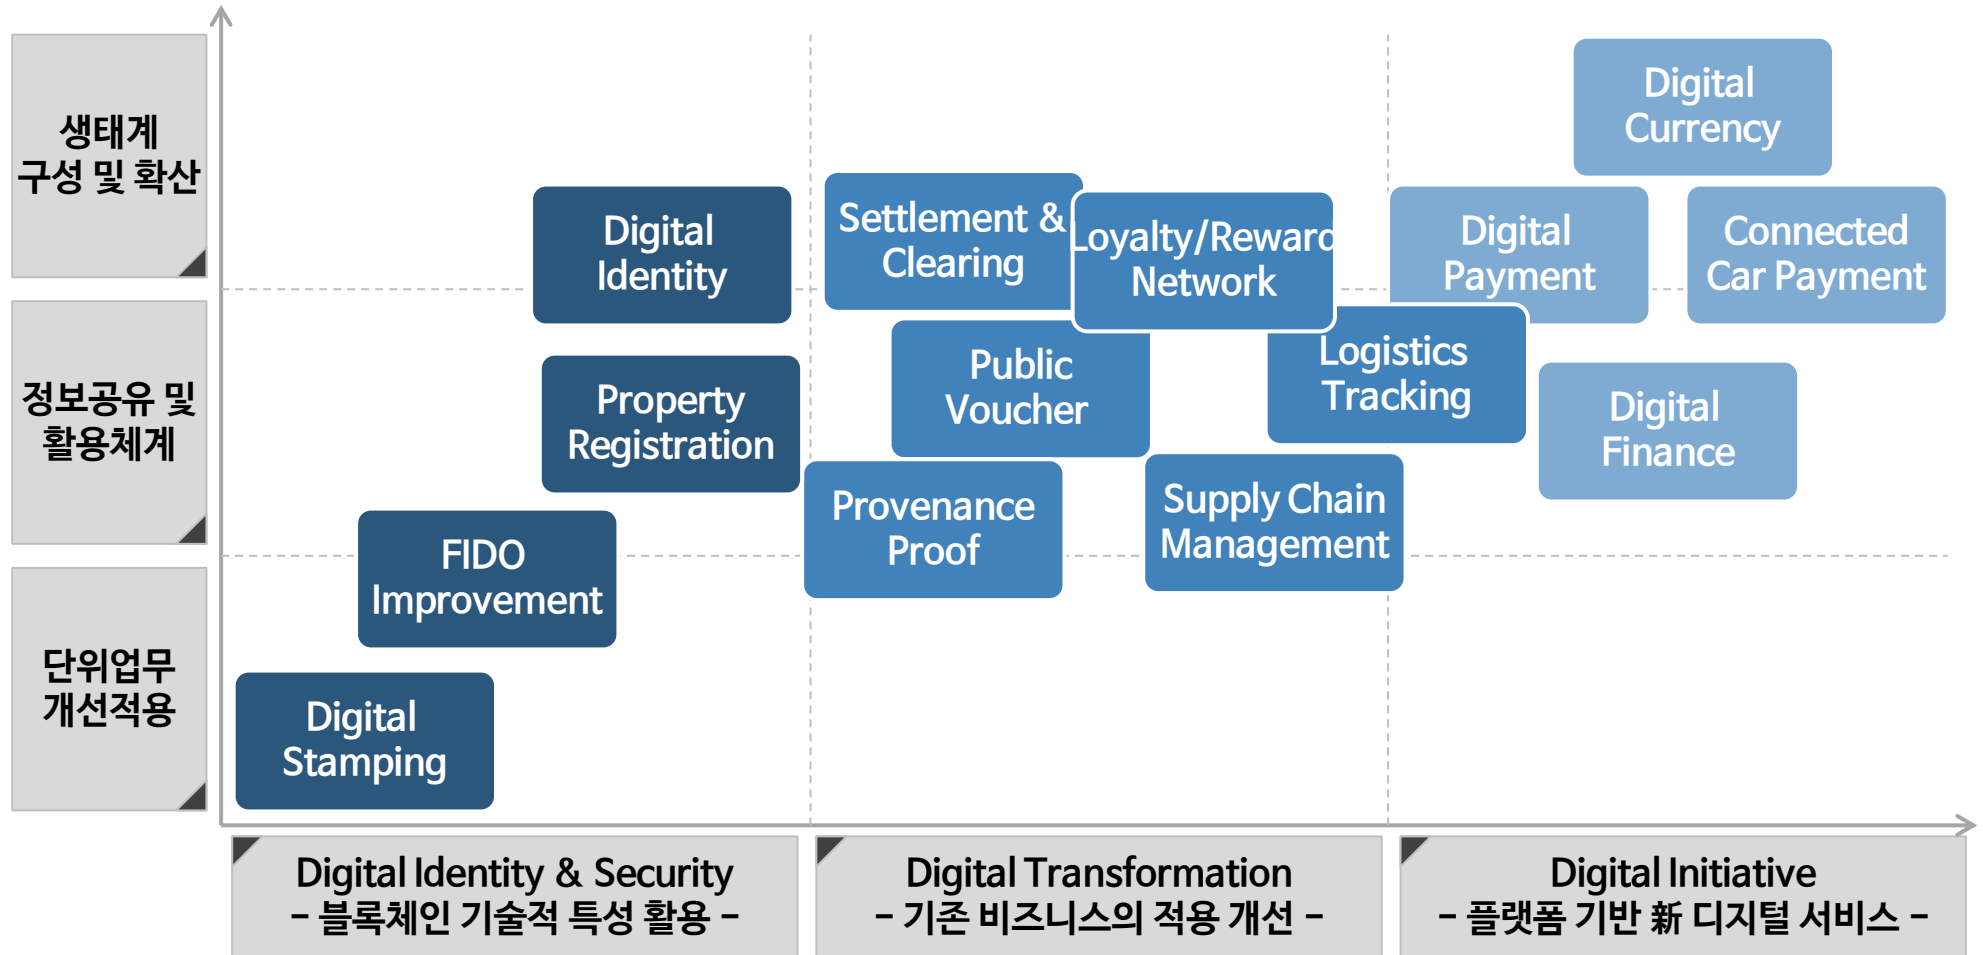 생태계
구성 및 확산
정보공유 및
활용체계
단위업무
개선적용
Digital
Currency
Digital
Identity
Settlement &
Clearing
Loyalty/Reward
Network
Digital
Payment
Connected
Car Payment
Property
Registration
Public
Voucher
Logistics
Tracking
Digital
Finance
FIDO
Improvement
Provenance
Proof
Supply Chain
Management
Digital
Stamping
Digital Identity & Security
- 블록체인 기술적 특성 활용 -
Digital Transformation
- 기존 비즈니스의 적용 개선 -
Digital Initiative
- 플랫폼 기반 新 디지털 서비스 -